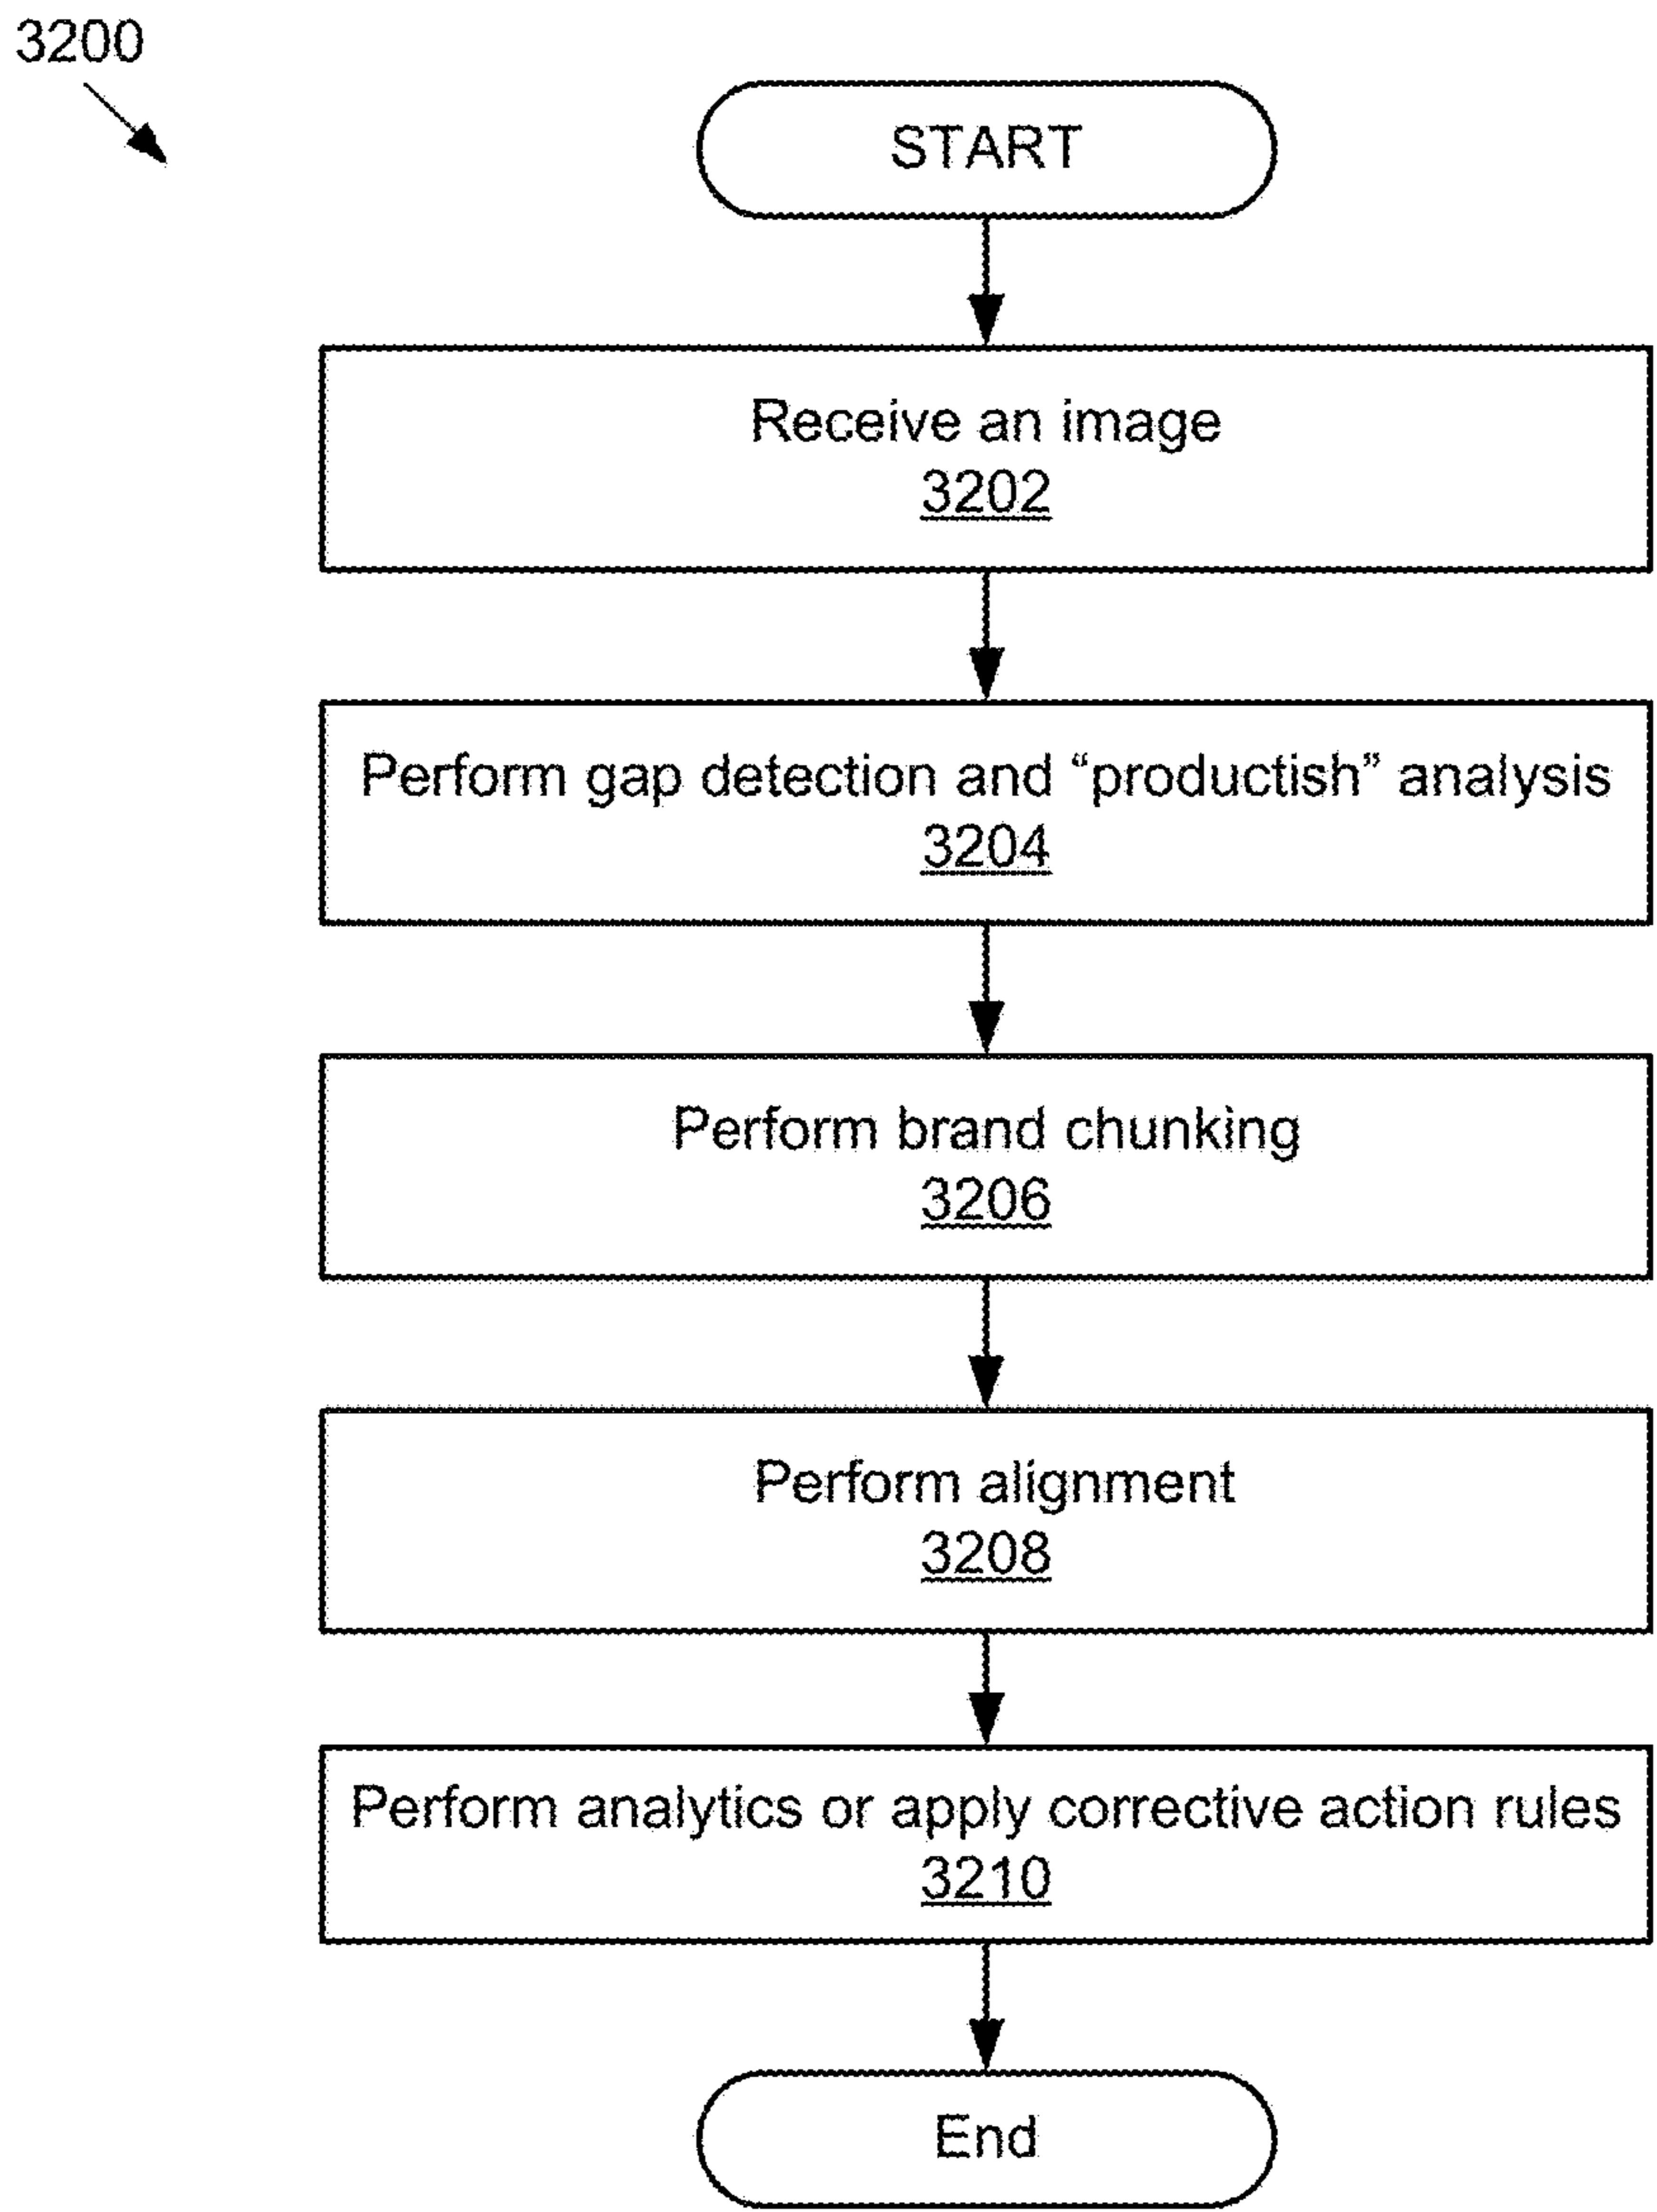 3200
START
Receive an image
3202
Perform gap detection and “productish” analysis
3204
Perform brand chunking
3206
Perform alignment
3208
Perform analytics or apply corrective action rules
3210
End